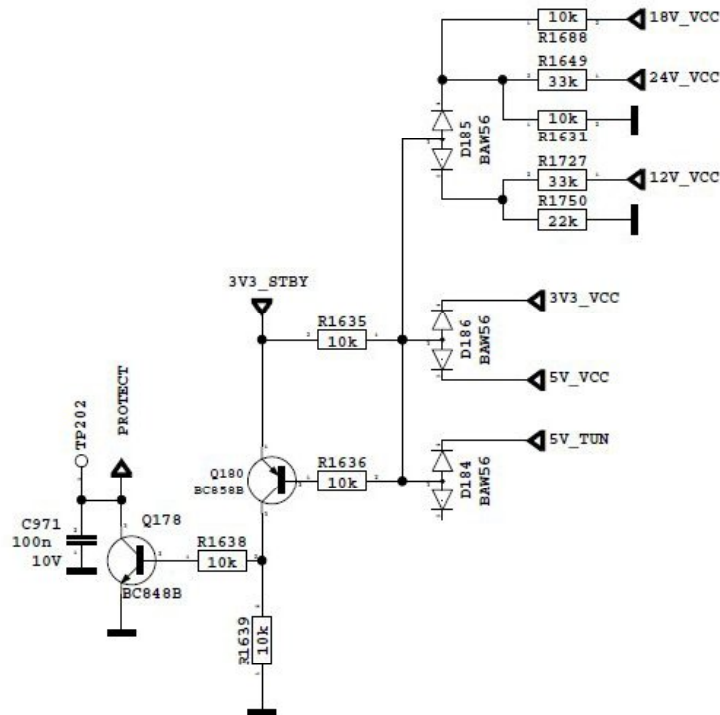 10k
18V_VCC
R1688
R1649
33k
24V_VCC
10k
R1631
D185
BAW56
R1727
33k
12V_VCC
R1750
22k
3V3_STBY
3V3_VCC
R1635
10k
D186
BAW56
5V_VCC
TP202
PROTECT
5V_TUN
Q180
BC858B
R1636
10k
D184
BAW56
C971
100n
10V
Q178
BC848B
R1638
10k
R1639
10k